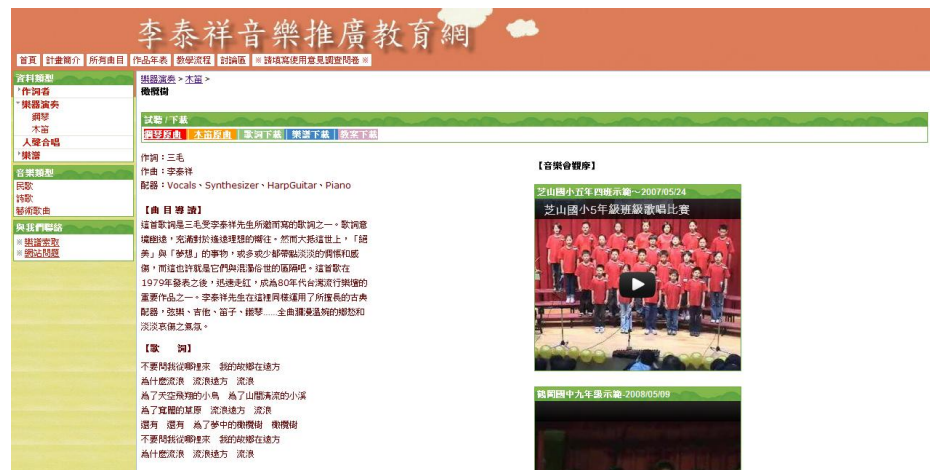 李泰祥音樂推廣教育網
首頁 計畫簡介 所有曲目 作品年表 教學流程 討論區 ※請填寫使用意見調查問卷※
資料類型
作詞者
樂器演奏
鋼琴
木笛
人聲合唱
樂譜
音樂類型
民歌
詩歌
藝術歌曲
與我們聯絡
※樂譜索取
※網站問題
樂器演奏 > 木笛 >
橄欖樹
試聽/下載
鋼琴原曲 木笛原曲 歌詞下載 樂譜下載 教案下載
作詞:三毛
作曲:李泰祥
配器:Vocals、Synthesizer、HarpGuitar、Piano
【曲目導讀】
這首歌詞是三毛受李泰祥先生所邀而寫的歌詞之一。歌詞意
境幽遠,充滿對於遙遠理想的嚮往。然而大抵這世上,「絕
美」與「夢想」的事物,或多或少都帶點淡淡的惆悵和感
傷,而這也許就是它們與混濁俗世的區隔吧。這首歌在
1979年發表之後,迅速走紅,成為80年代台灣流行樂壇的
重要作品之一。李泰祥先生在這裡同樣運用了所擅長的古典
配器,弦樂、吉他、笛子、鋼琴……全曲瀰漫溫婉的鄉愁和
淡淡哀傷之氣氛。
【歌 詞】
不要問我從哪裡來 我的故鄉在遠方
為什麼流浪 流浪遠方 流浪
為了天空飛翔的小鳥 為了山間清流的小溪
為了寬闊的草原 流浪遠方 流浪
還有 還有 為了夢中的橄欖樹 橄欖樹
不要問我從哪裡來 我的故鄉在遠方
為什麼流浪 流浪遠方 流浪
【音樂會觀摩】
芝山國小五年四班示範~2007/05/24
芝山國小5年級班級歌唱比賽
鶴岡國中九年級示範-2008/05/09